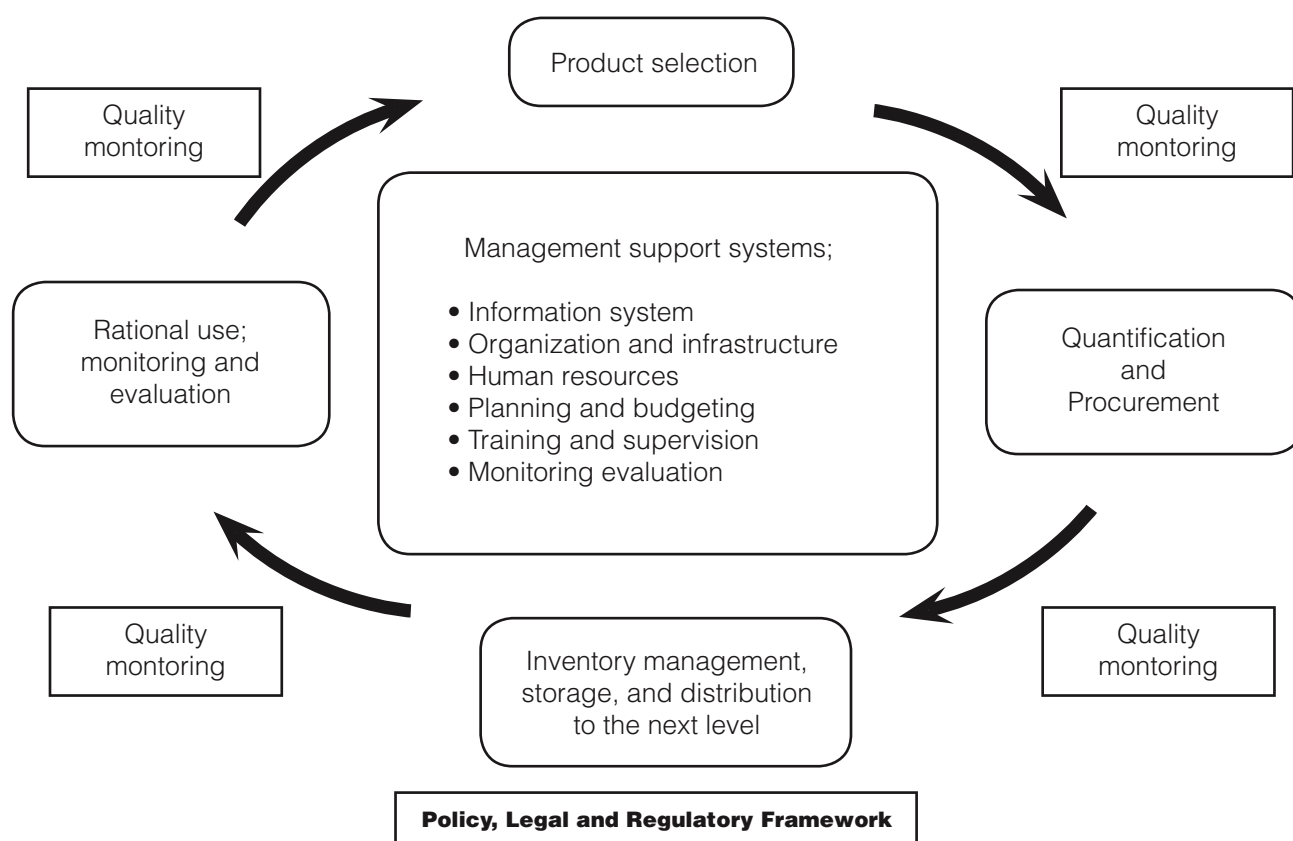 Product selection
Quality
montoring
Quality
montoring
Management support systems;
• Information system
• Organization and infrastructure
• Human resources
• Planning and budgeting
• Training and supervision
• Monitoring evaluation
Rational use;
monitoring and
evaluation
Quantification
and
Procurement
Quality
montoring
Inventory management,
storage, and distribution
to the next level
Quality
montoring
Policy, Legal and Regulatory Framework